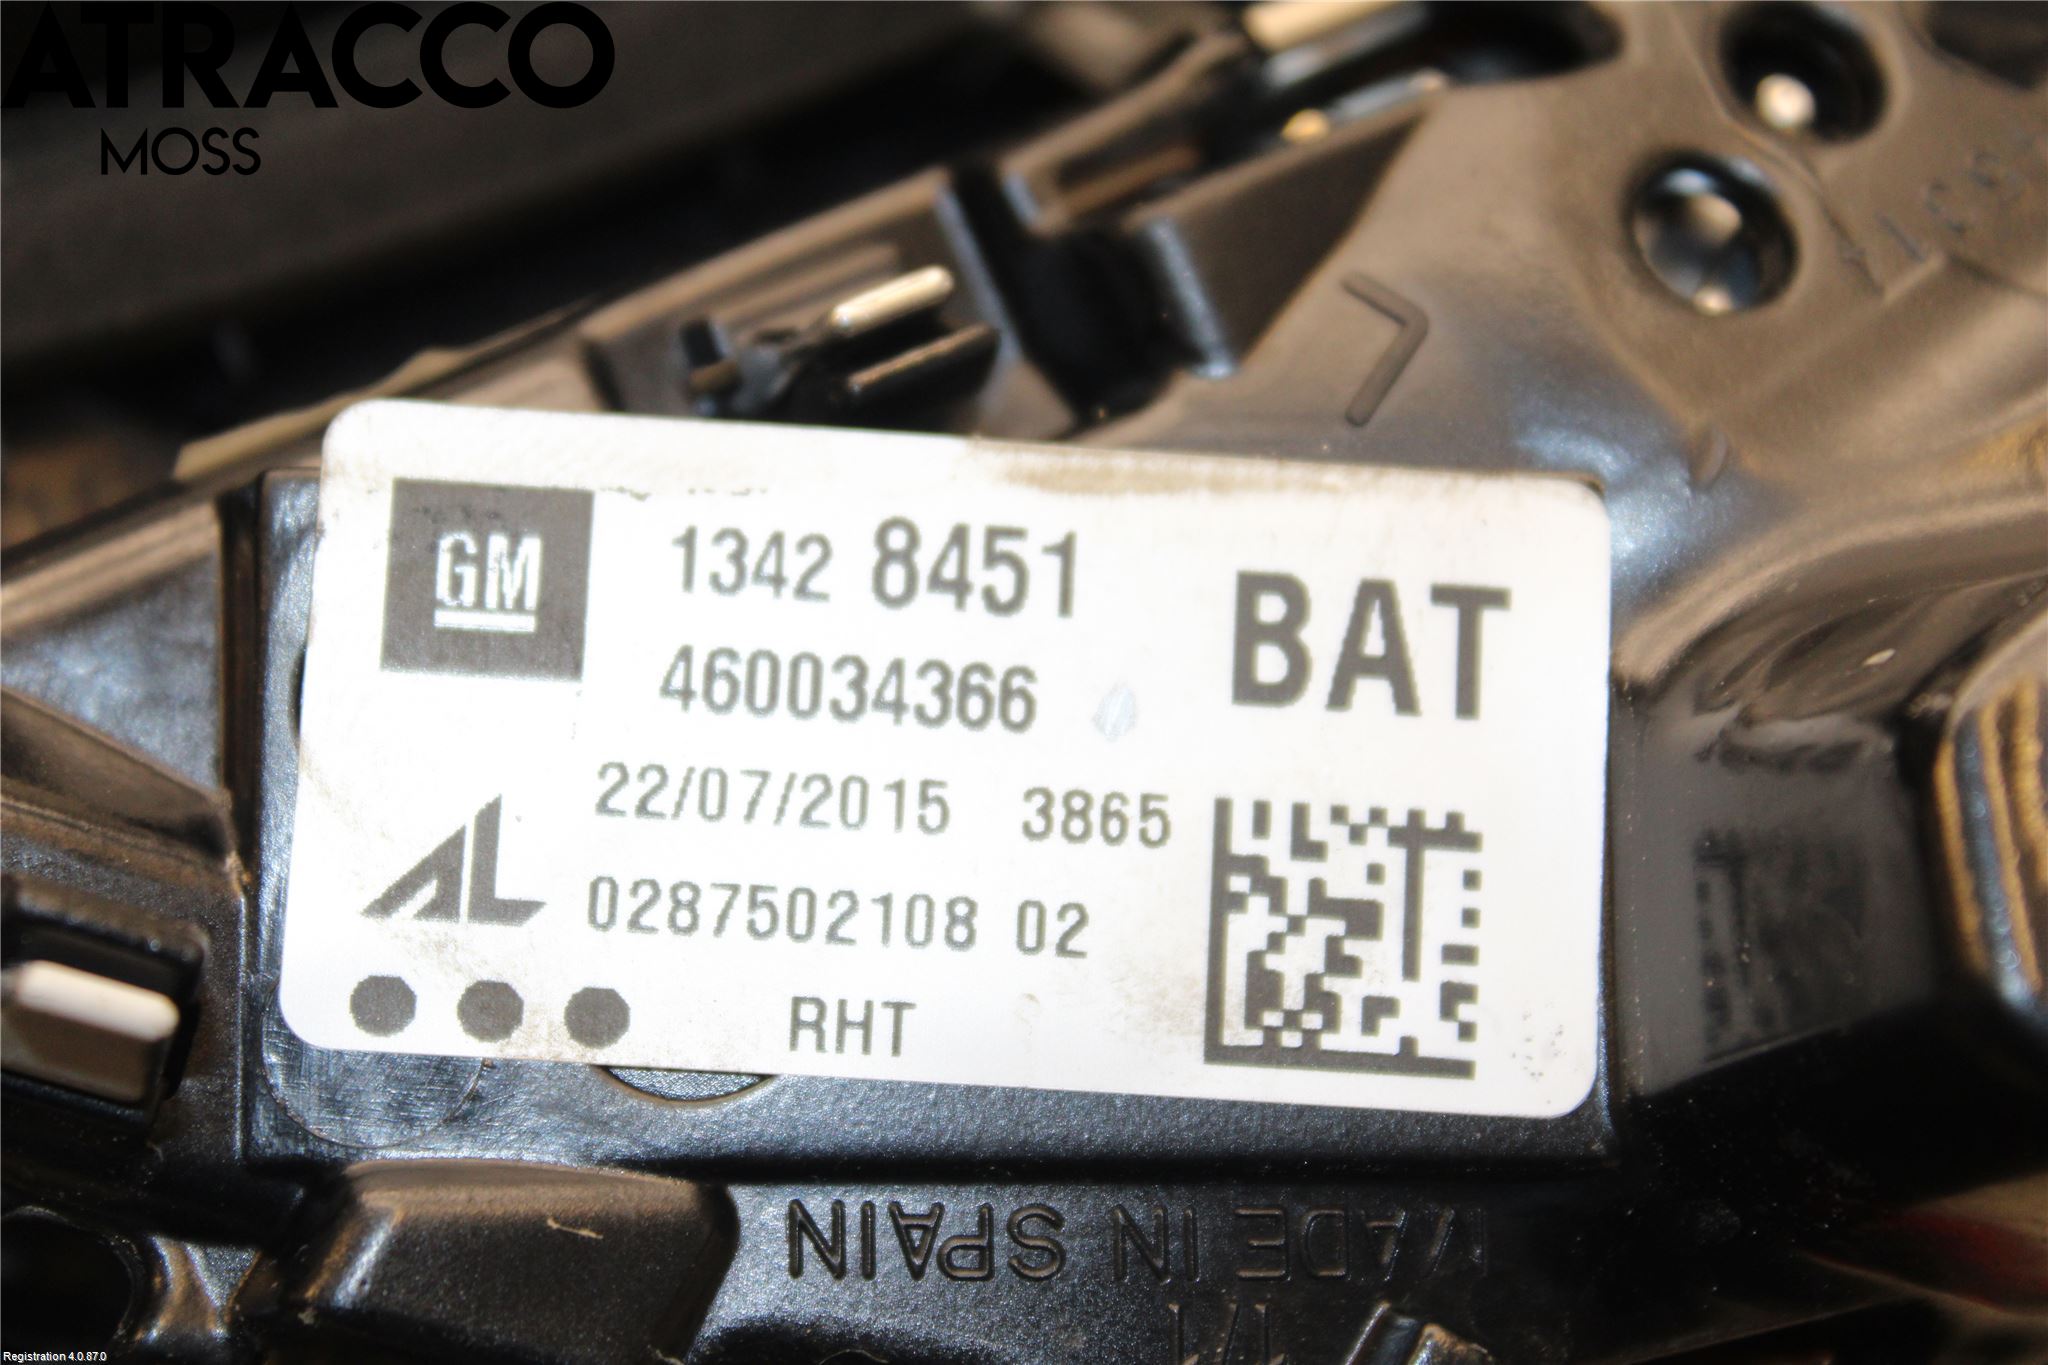 ATRACCO
MOSS
GM
1342 8451
BAT
460034366
22/07/2015 3865
AL
0287502108 02
RHT
MADE IN SPAIN
Registration 4.0.87.0